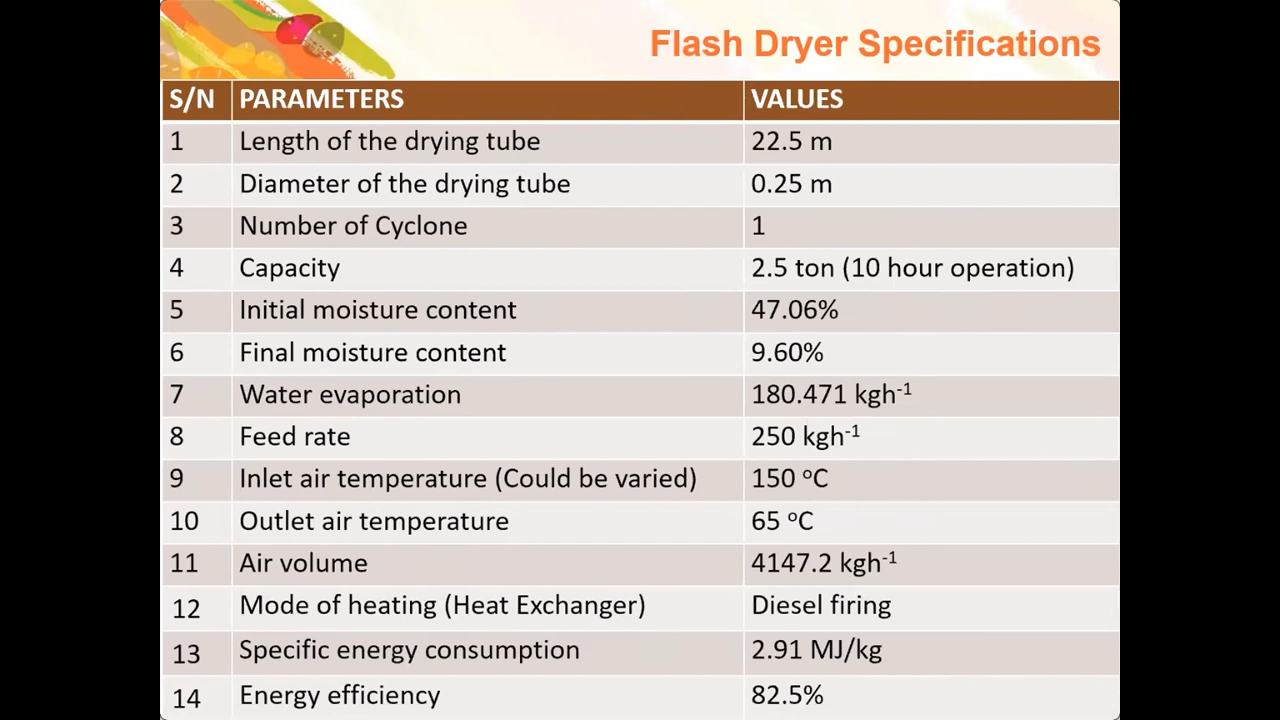 Flash Dryer Specifications
S/N PARAMETERS VALUES
1 Length of the drying tube 22.5 m
2 Diameter of the drying tube 0.25 m
3 Number of Cyclone 1
4 Capacity 2.5 ton (10 hour operation)
5 Initial moisture content 47.06%
6 Final moisture content 9.60%
7 Water evaporation 180.471 kgh⁻¹
8 Feed rate 250 kgh⁻¹
9 Inlet air temperature (Could be varied) 150 ᵒC
10 Outlet air temperature 65 ᵒC
11 Air volume 4147.2 kgh⁻¹
12 Mode of heating (Heat Exchanger) Diesel firing
13 Specific energy consumption 2.91 MJ/kg
14 Energy efficiency 82.5%